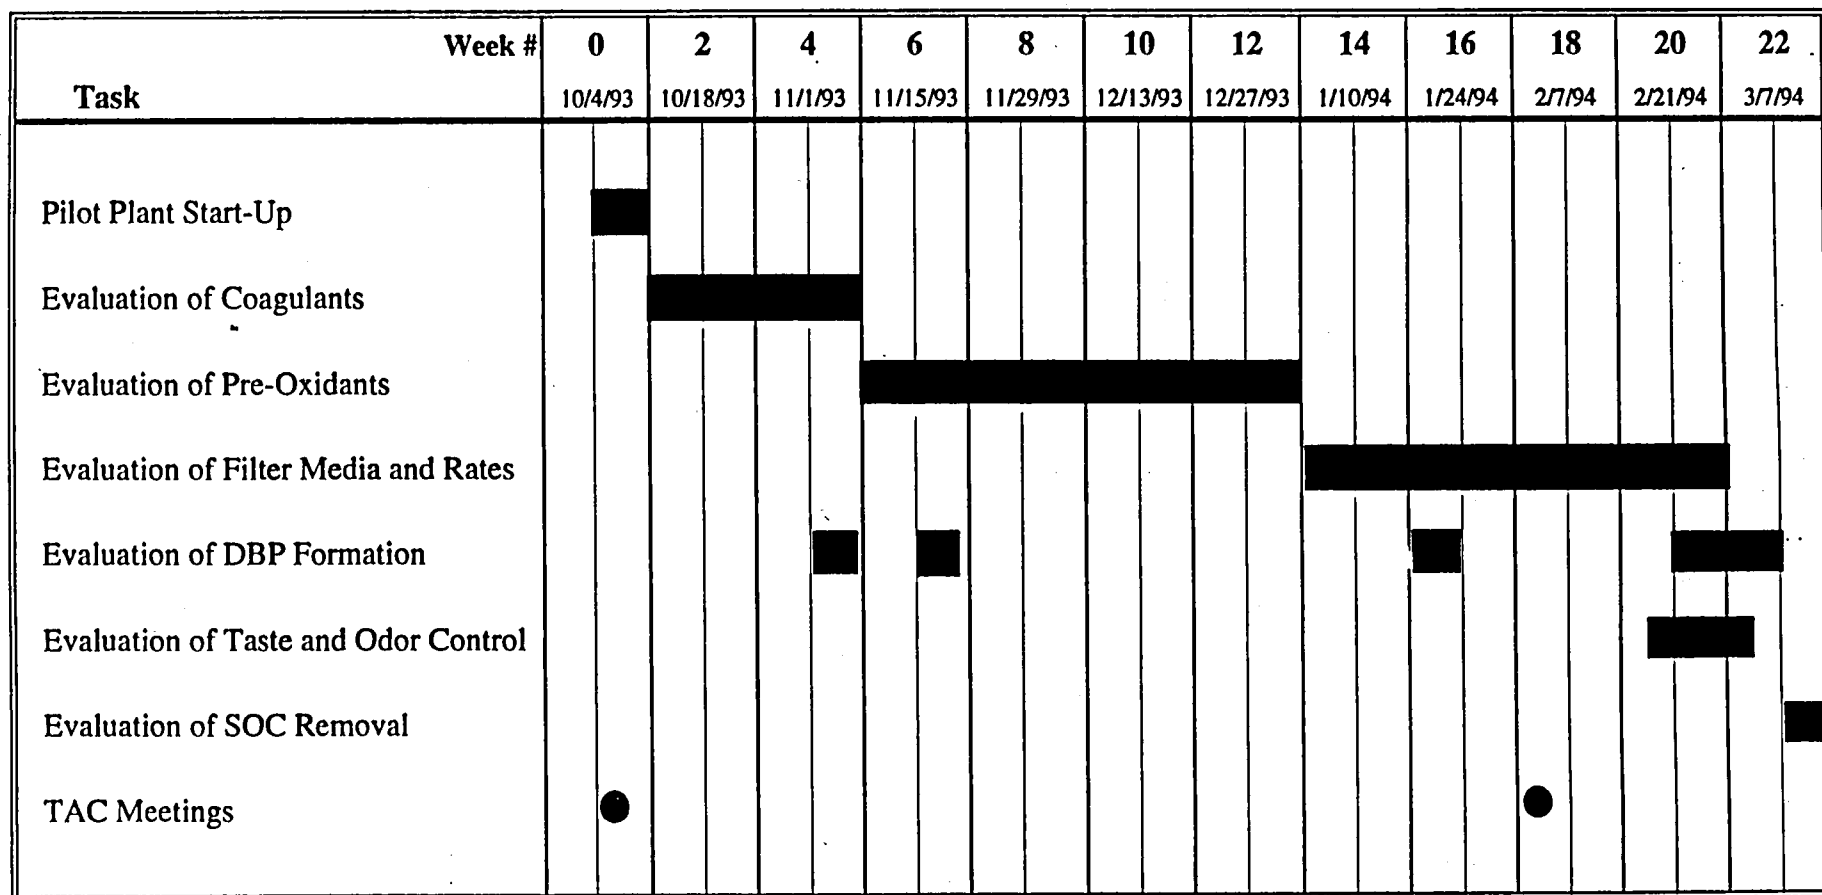 Week # 0 2 4 6 8 10 12 14 16 18 20 22
Task 10/4/93 10/18/93 11/1/93 11/15/93 11/29/93 12/13/93 12/27/93 1/10/94 1/24/94 2/7/94 2/21/94 3/7/94
Pilot Plant Start-Up
Evaluation of Coagulants
Evaluation of Pre-Oxidants
Evaluation of Filter Media and Rates
Evaluation of DBP Formation
Evaluation of Taste and Odor Control
Evaluation of SOC Removal
TAC Meetings